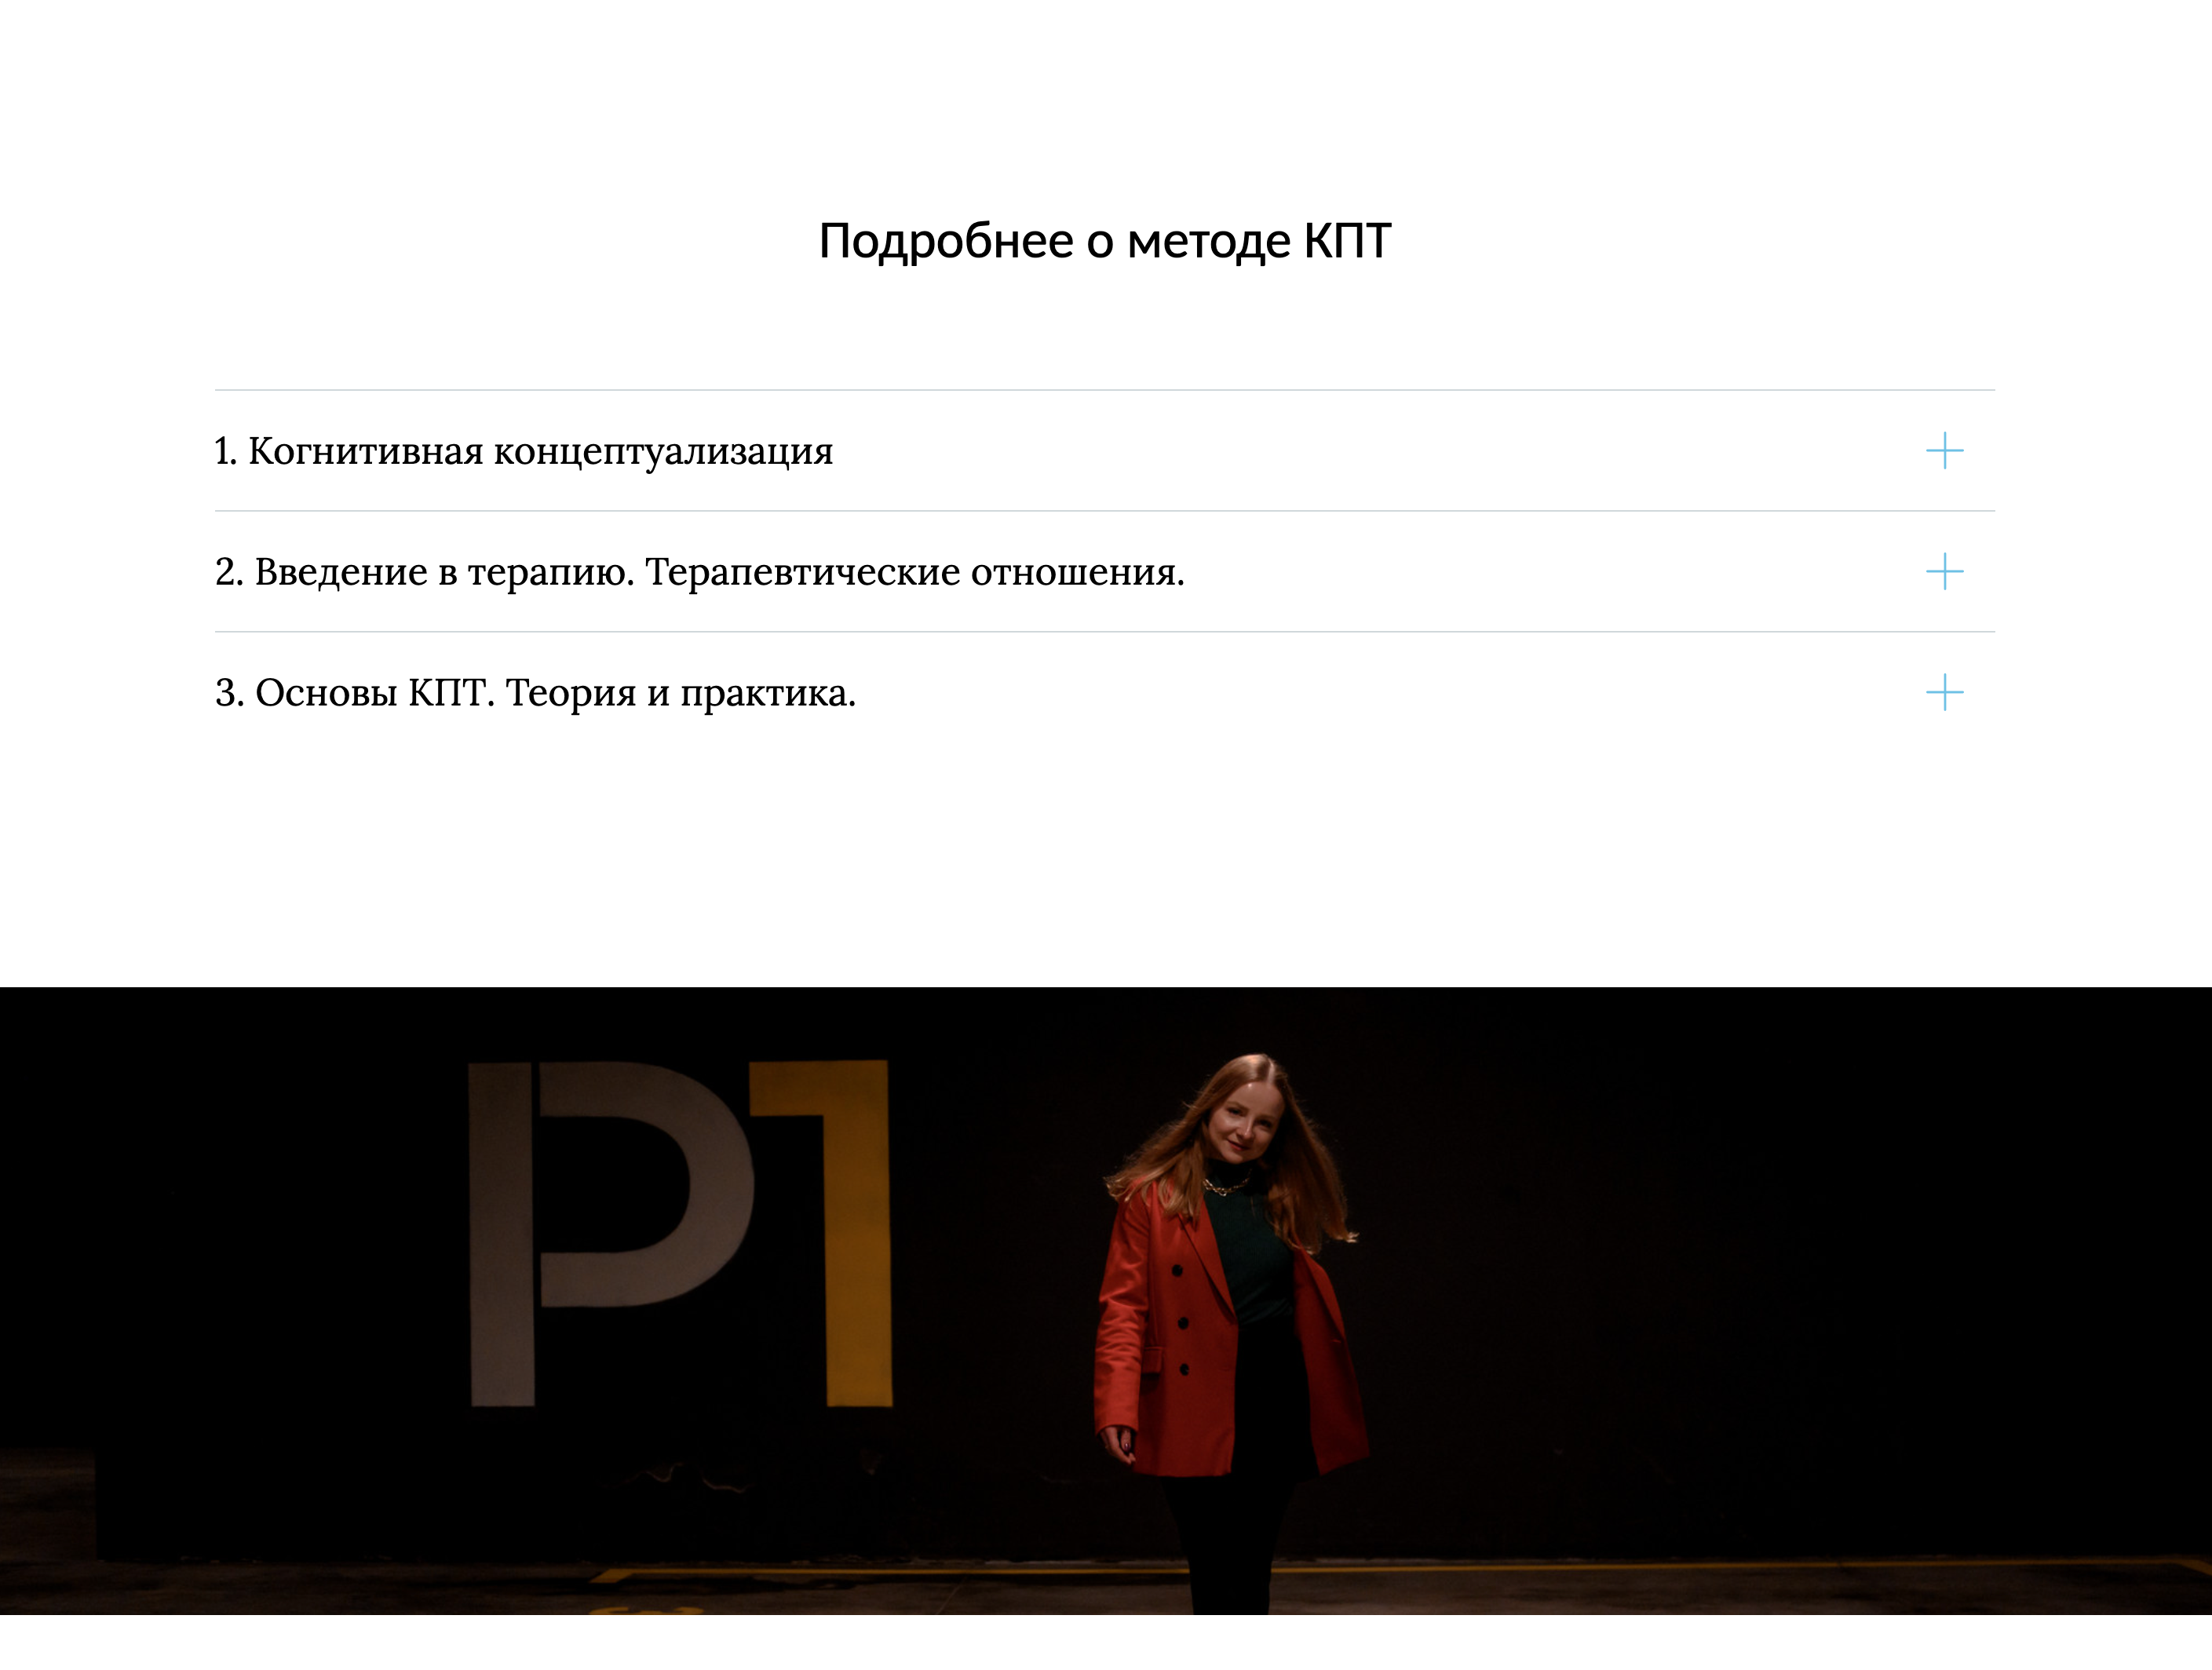 Подробнее о методе КПТ
1. Когнитивная концептуализация
2. Введение в терапию. Терапевтические отношения.
3. Основы КПТ. Теория и практика.
P1